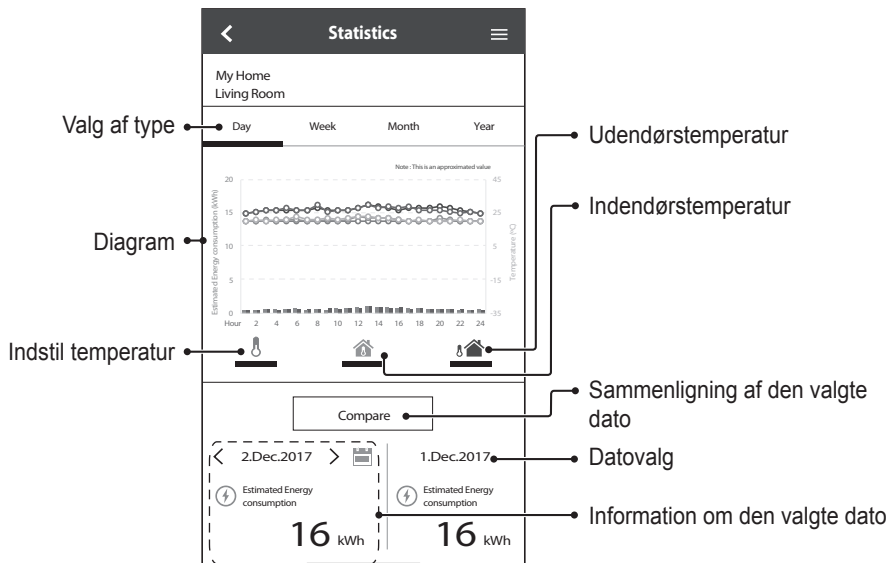 Statistics
My Home
Living Room
Valg af type
Day Week Month Year
Udendørstemperatur
Note : This is an approximated value
Indendørstemperatur
Diagram
Estimated Energy consumption (kWh)
20
15
10
5
0
45
25
5
-15
-35
Temperature (ºC)
Hour 2 4 6 8 10 12 14 16 18 20 22 24
Indstil temperatur
Sammenligning af den valgte
dato
Compare
2.Dec.2017
1.Dec.2017
Datovalg
Estimated Energy
consumption
16 kWh
Estimated Energy
consumption
16 kWh
Information om den valgte dato